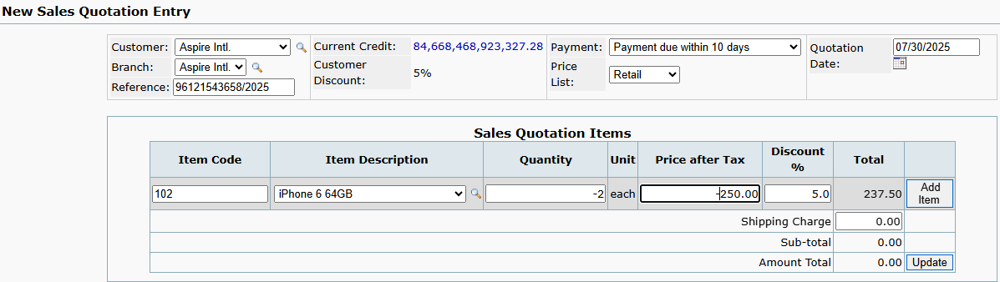 New Sales Quotation Entry
Customer: Aspire Intl. Current Credit: 84,668,468,923,327.28 Payment: Payment due within 10 days Quotation Date: 07/30/2025
Branch: Aspire Intl. Customer Discount: 5% Price List: Retail
Reference: 96121543658/2025
Sales Quotation Items
Item Code Item Description Quantity Unit Price after Tax Discount % Total
102 iPhone 6 64GB -2 each -250.00 5.0 237.50 Add Item
Shipping Charge 0.00
Sub-total 0.00
Amount Total 0.00 Update